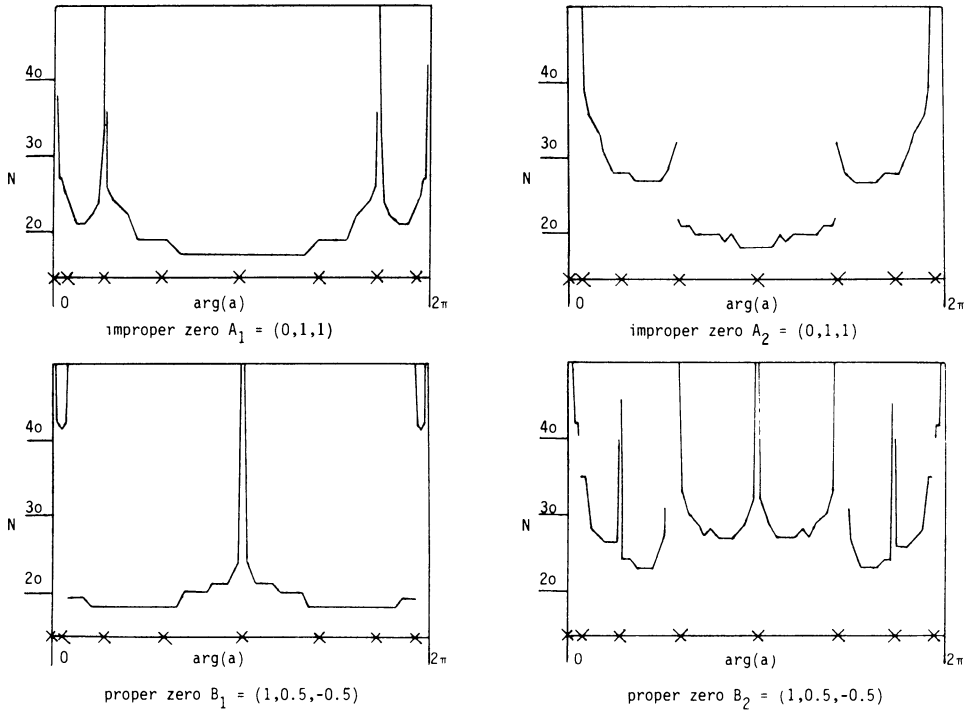 4o
3o
N
2o
0
arg(a)
2π
improper zero A1 = (0,1,1)
4o
3o
N
2o
0
arg(a)
2π
improper zero A2 = (0,1,1)
4o
3o
N
2o
0
arg(a)
2π
proper zero B1 = (1,0.5,-0.5)
4o
3o
N
2o
0
arg(a)
2π
proper zero B2 = (1,0.5,-0.5)